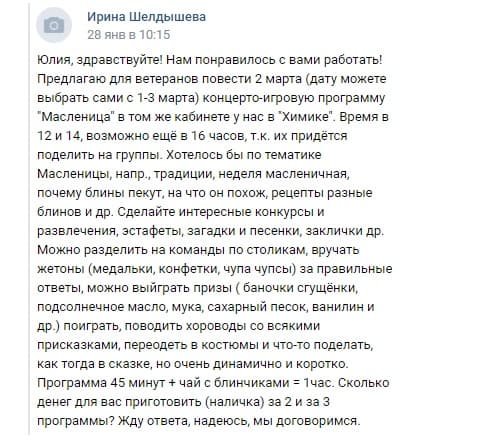 Ирина Шелдышева
28 янв в 10:15
Юлия, здравствуйте! Нам понравилось с вами работать!
Предлагаю для ветеранов повести 2 марта (дату можете
выбрать сами с 1-3 марта) концерто-игровую программу
"Масленица" в том же кабинете у нас в "Химике". Время в
12 и 14, возможно ещё в 16 часов, т.к. их придётся
поделить на группы. Хотелось бы по тематике
Масленицы, напр., традиции, неделя масленичная,
почему блины пекут, на что он похож, рецепты разные
блинов и др. Сделайте интересные конкурсы и
развлечения, эстафеты, загадки и песенки, заклички др.
Можно разделить на команды по столикам, вручать
жетоны (медальки, конфетки, чупа чупсы) за правильные
ответы, можно выйграть призы ( баночки сгущёнки,
подсолнечное масло, мука, сахарный песок, ванилин и
др.) поиграть, поводить хороводы со всякими
присказками, переодеть в костюмы и что-то поделать,
как тогда в сказке, но очень динамично и коротко.
Программа 45 минут + чай с блинчиками = 1час. Сколько
денег для вас приготовить (наличка) за 2 и за 3
программы? Жду ответа, надеюсь, мы договоримся.